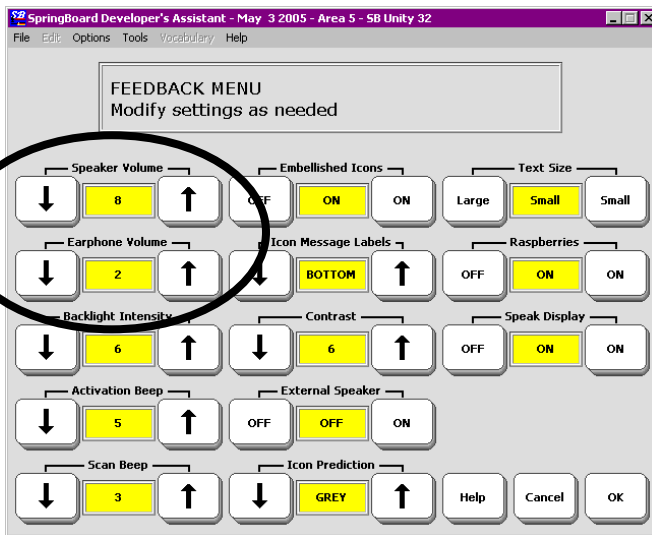 SpringBoard Developer's Assistant - May 3 2005 - Area 5 - SB Unity 32
File Edit Options Tools Vocabulary Help
FEEDBACK MENU
Modify settings as needed
Speaker Volume Embellished Icons Text Size
8 OFF ON ON Large Small Small
Earphone Volume Icon Message Labels Raspberries
2 BOTTOM OFF ON ON
Backlight Intensity Contrast Speak Display
6 6 OFF ON ON
Activation Beep External Speaker
5 OFF OFF ON
Scan Beep Icon Prediction
3 GREY Help Cancel OK